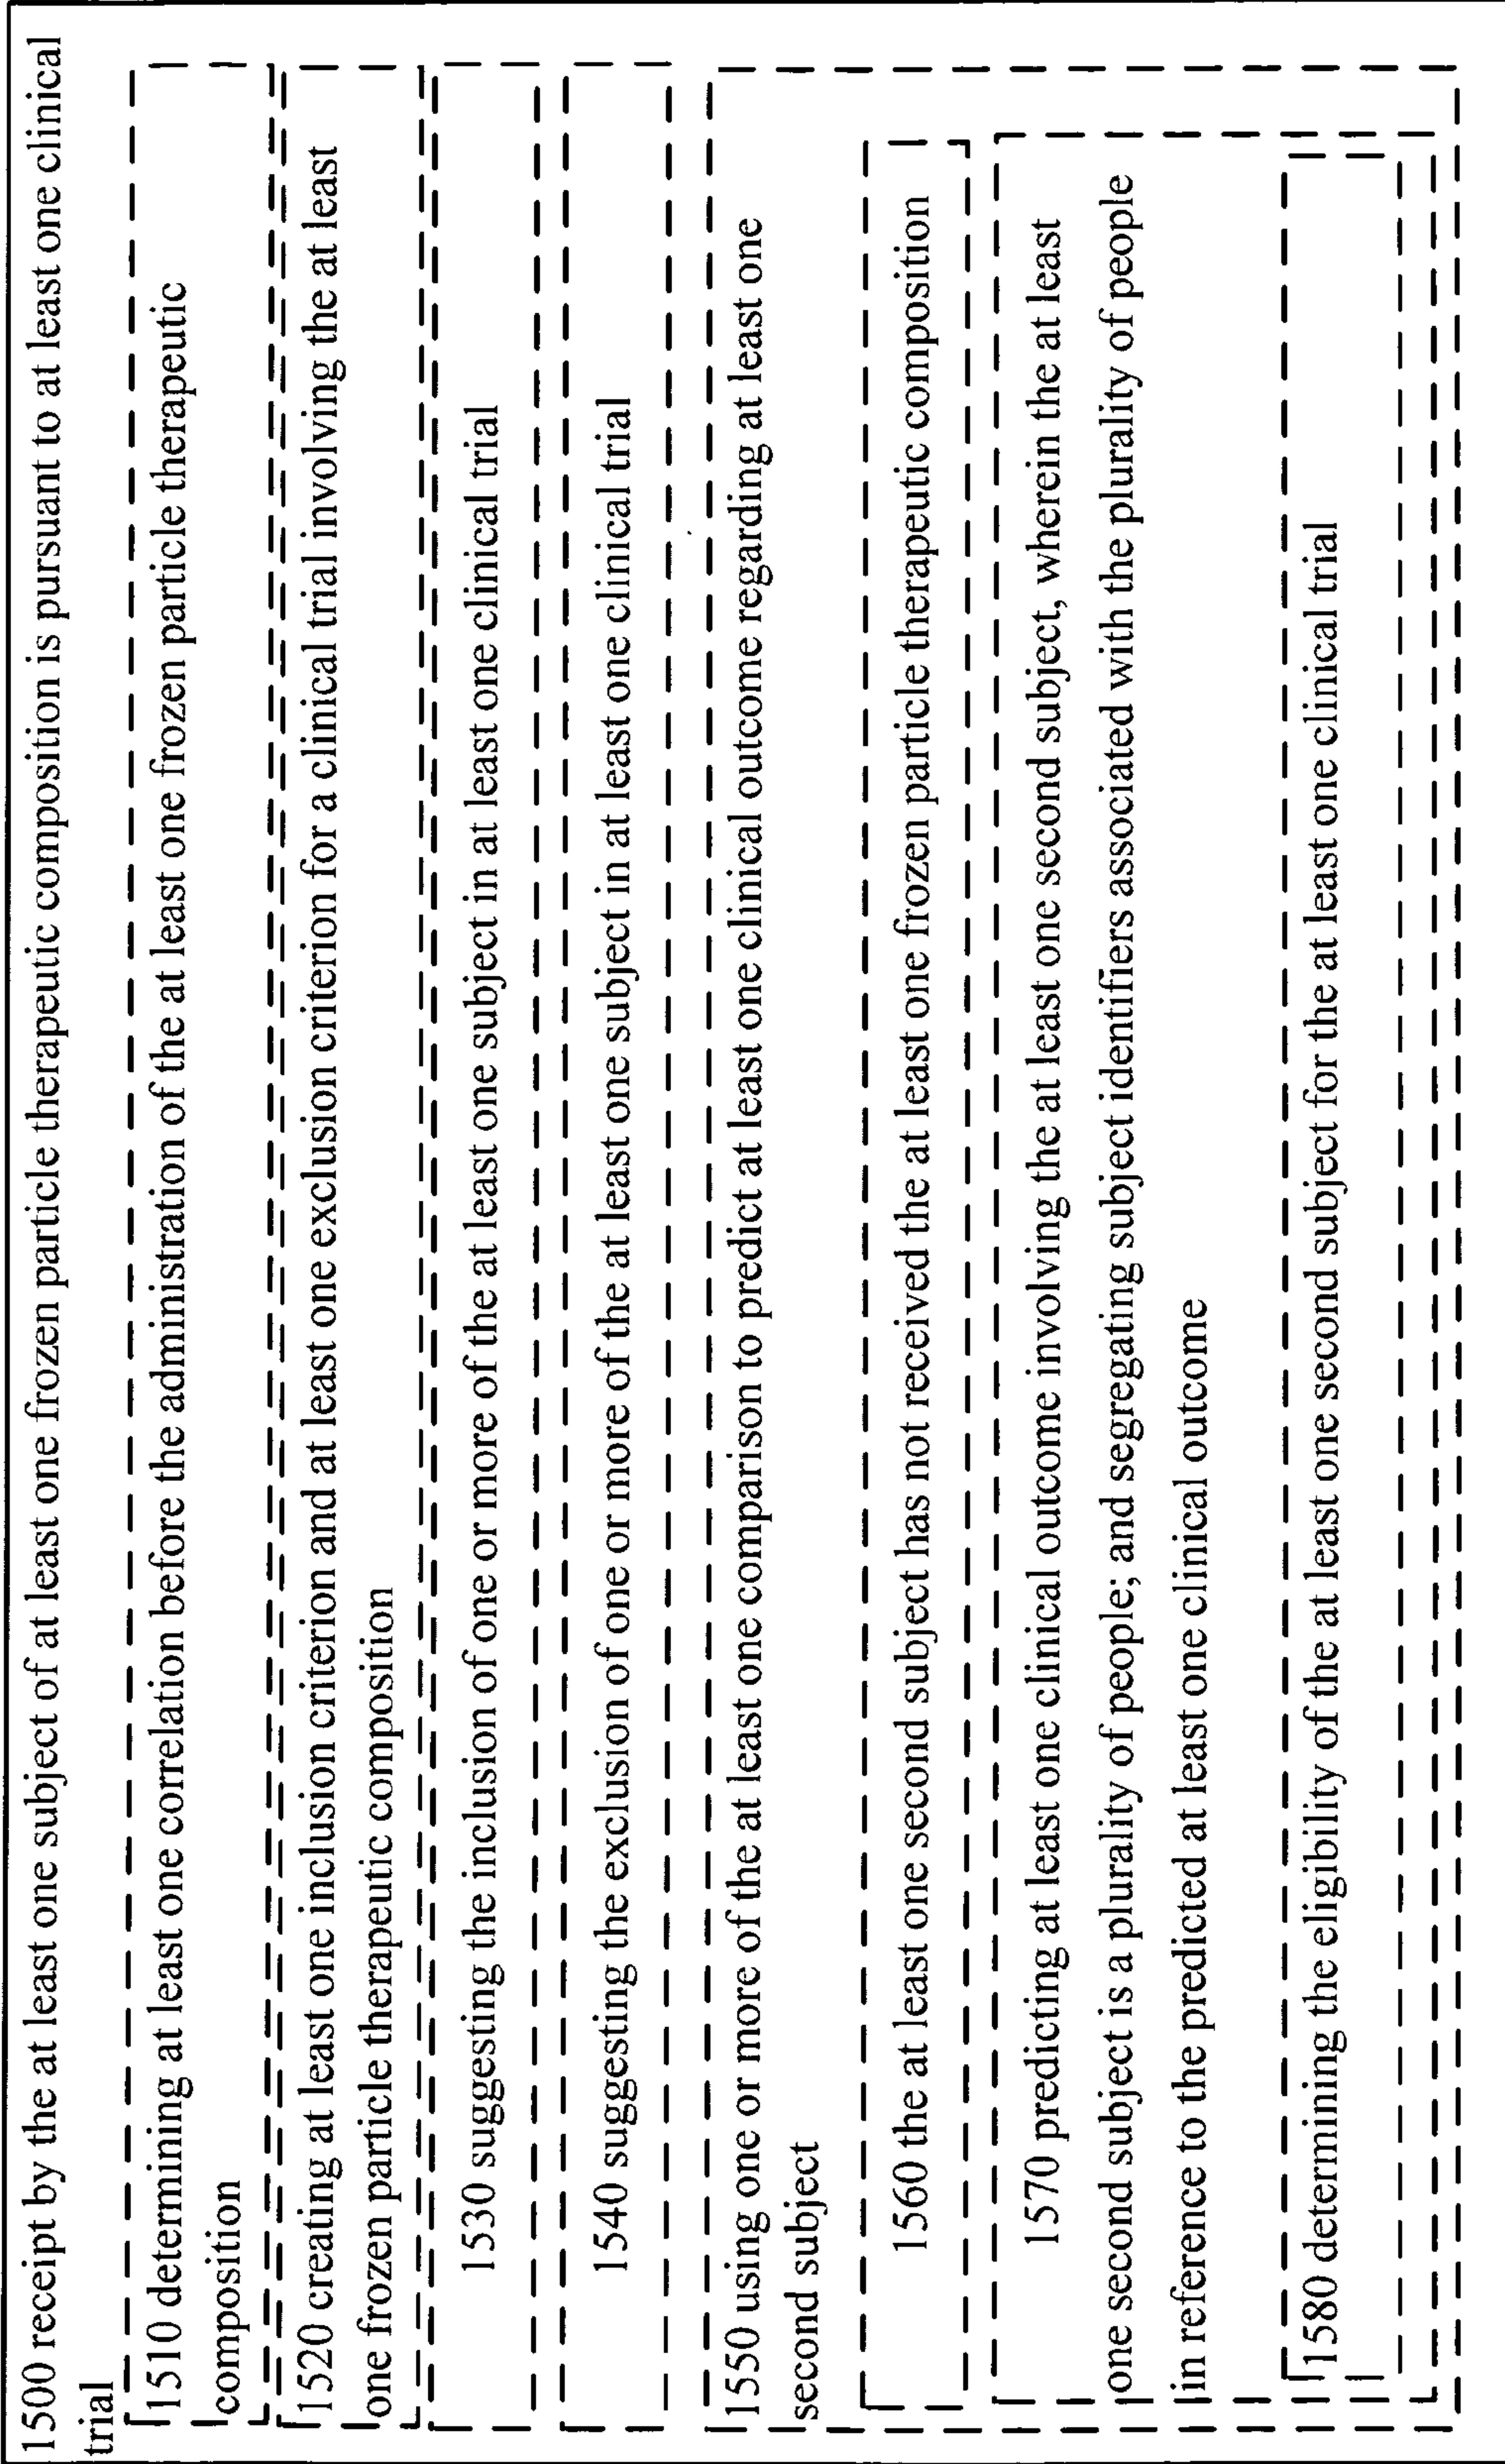 1500 receipt by the at least one subject of at least one frozen particle therapeutic composition is pursuant to at least one clinical
trial
1510 determining at least one correlation before the administration of the at least one frozen particle therapeutic
composition
1520 creating at least one inclusion criterion and at least one exclusion criterion for a clinical trial involving the at least
one frozen particle therapeutic composition
1530 suggesting the inclusion of one or more of the at least one subject in at least one clinical trial
1540 suggesting the exclusion of one or more of the at least one subject in at least one clinical trial
1550 using one or more of the at least one comparison to predict at least one clinical outcome regarding at least one
second subject
1560 the at least one second subject has not received the at least one frozen particle therapeutic composition
1570 predicting at least one clinical outcome involving the at least one second subject, wherein the at least
one second subject is a plurality of people; and segregating subject identifiers associated with the plurality of people
in reference to the predicted at least one clinical outcome
1580 determining the eligibility of the at least one second subject for the at least one clinical trial